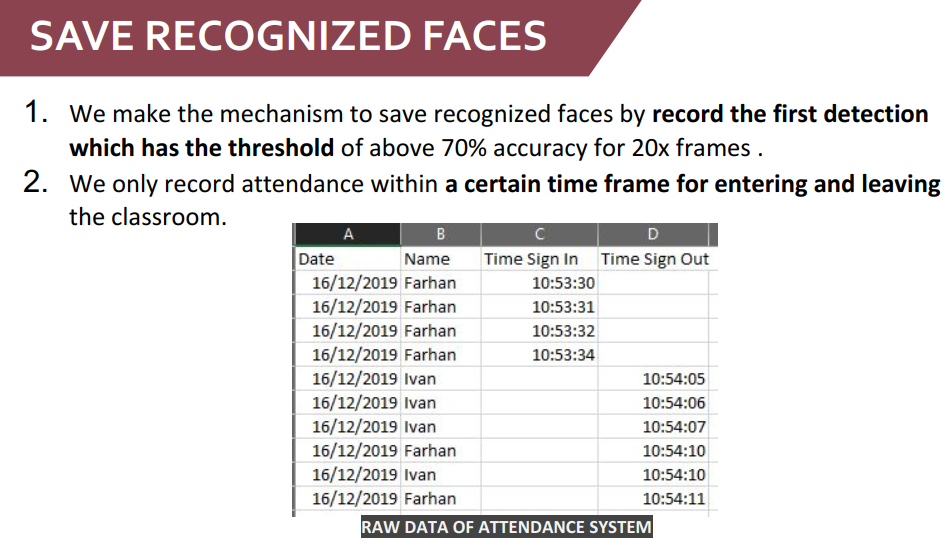 SAVE RECOGNIZED FACES
1. We make the mechanism to save recognized faces by record the first detection
which has the threshold of above 70% accuracy for 20x frames .
2. We only record attendance within a certain time frame for entering and leaving
the classroom.
A B C D
Date Name Time Sign In Time Sign Out
16/12/2019 Farhan 10:53:30
16/12/2019 Farhan 10:53:31
16/12/2019 Farhan 10:53:32
16/12/2019 Farhan 10:53:34
16/12/2019 Ivan 10:54:05
16/12/2019 Ivan 10:54:06
16/12/2019 Ivan 10:54:07
16/12/2019 Farhan 10:54:10
16/12/2019 Ivan 10:54:10
16/12/2019 Farhan 10:54:11
RAW DATA OF ATTENDANCE SYSTEM